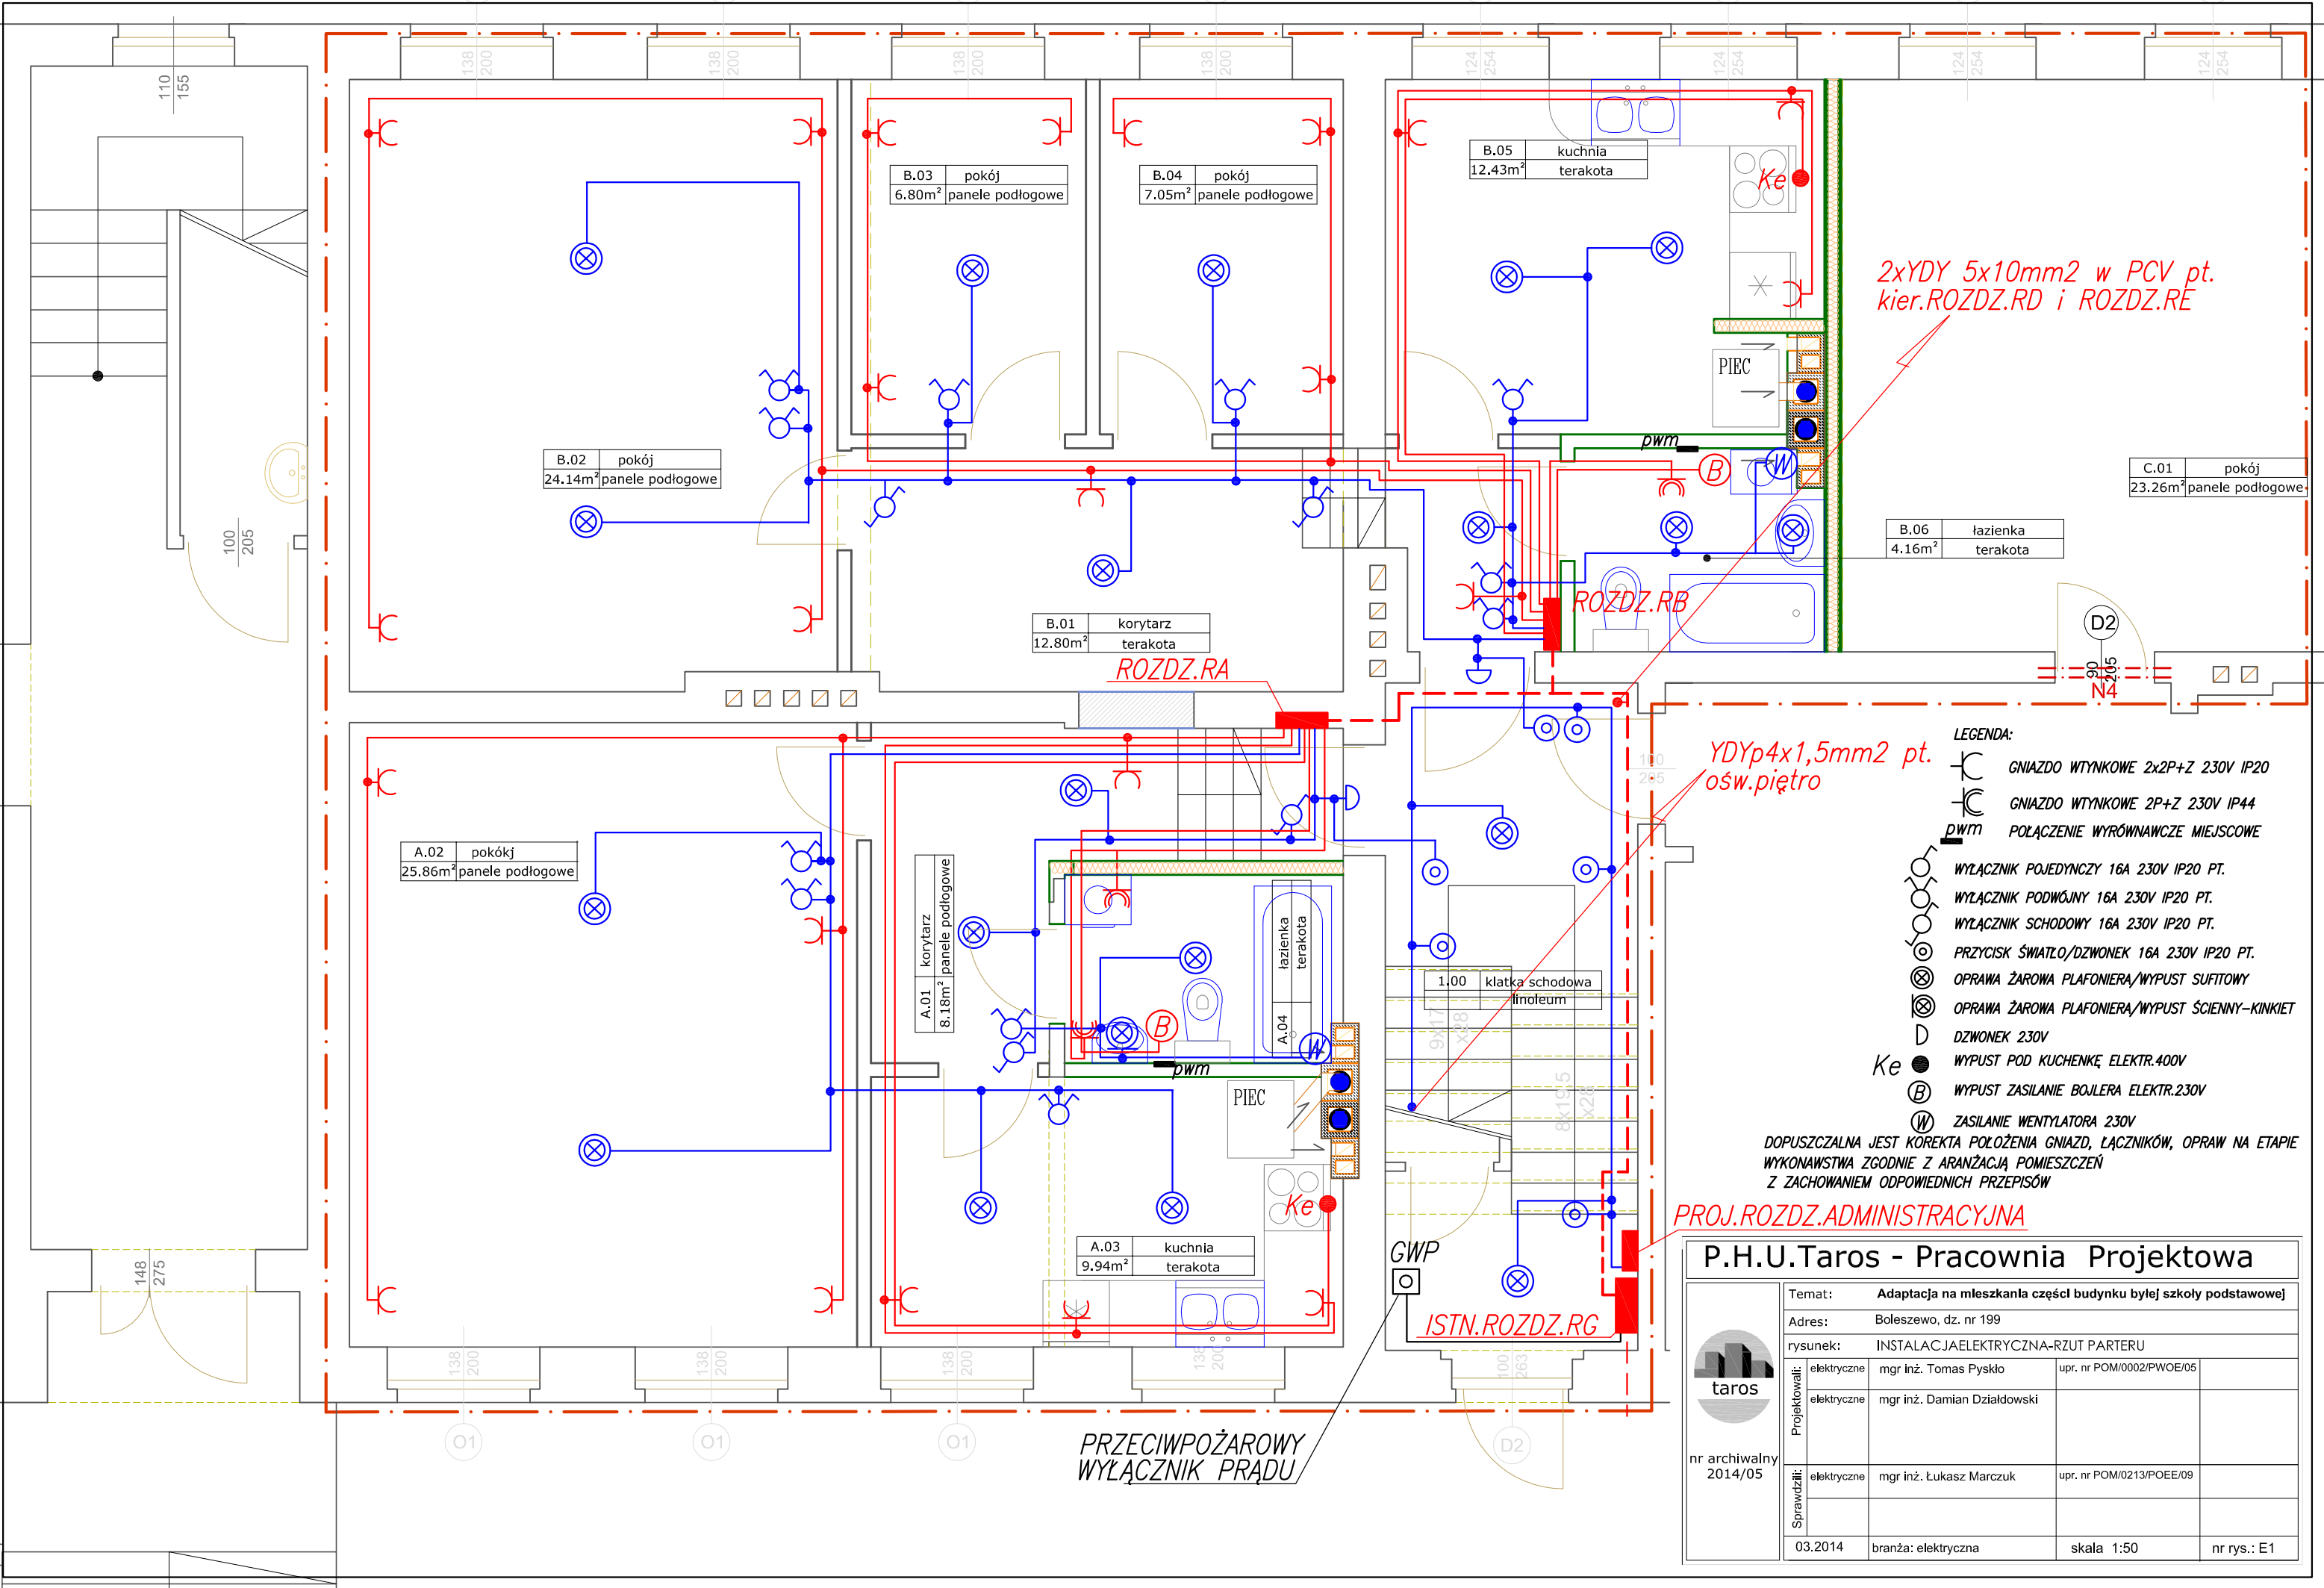 110
155
138
200
138
200
138
200
138
200
124
254
124
254
124
254
124
254
B.03 pokój
6.80m² panele podłogowe
B.04 pokój
7.05m² panele podłogowe
B.05 kuchnia
12.43m² terakota
Ke
2xYDY 5x10mm2 w PCV pt.
kier.ROZDZ.RD i ROZDZ.RE
PIEC
pwm
B
W
B.02 pokój
24.14m² panele podłogowe
C.01 pokój
23.26m² panele podłogowe
100
205
B.06 łazienka
4.16m² terakota
ROZDZ.RB
B.01 korytarz
12.80m² terakota
ROZDZ.RA
D2
90
205
N4
YDYp4x1,5mm2 pt.
ośw.piętro
100
205
LEGENDA:
GNIAZDO WTYNKOWE 2x2P+Z 230V IP20
GNIAZDO WTYNKOWE 2P+Z 230V IP44
pwm POŁĄCZENIE WYRÓWNAWCZE MIEJSCOWE
WYŁĄCZNIK POJEDYNCZY 16A 230V IP20 PT.
WYŁĄCZNIK PODWÓJNY 16A 230V IP20 PT.
WYŁĄCZNIK SCHODOWY 16A 230V IP20 PT.
PRZYCISK ŚWIATŁO/DZWONEK 16A 230V IP20 PT.
OPRAWA ŻAROWA PLAFONIERA/WYPUST SUFITOWY
OPRAWA ŻAROWA PLAFONIERA/WYPUST ŚCIENNY-KINKIET
DZWONEK 230V
Ke WYPUST POD KUCHENKĘ ELEKTR.400V
B WYPUST ZASILANIE BOJLERA ELEKTR.230V
W ZASILANIE WENTYLATORA 230V
DOPUSZCZALNA JEST KOREKTA POŁOŻENIA GNIAZD, ŁĄCZNIKÓW, OPRAW NA ETAPIE
WYKONAWSTWA ZGODNIE Z ARANŻACJĄ POMIESZCZEŃ
Z ZACHOWANIEM ODPOWIEDNICH PRZEPISÓW
A.02 pokókj
25.86m² panele podłogowe
A.01 korytarz
8.18m² panele podłogowe
A.04 łazienka
terakota
1.00 klatka schodowa
linoleum
9x17
x28
8x19.5
x28
B
W
pwm
PIEC
Ke
A.03 kuchnia
9.94m² terakota
148
275
GWP
PROJ.ROZDZ.ADMINISTRACYJNA
ISTN.ROZDZ.RG
138
200
138
200
138
200
138
200
100
263
O1
O1
O1
D2
PRZECIWPOŻAROWY
WYŁĄCZNIK PRĄDU
P.H.U.Taros - Pracownia Projektowa
Temat: Adaptacja na mieszkania części budynku byłej szkoły podstawowej
Adres: Boleszewo, dz. nr 199
rysunek: INSTALACJAELEKTRYCZNA-RZUT PARTERU
taros
nr archiwalny
2014/05
Projektowali:
elektryczne mgr inż. Tomas Pyskło upr. nr POM/0002/PWOE/05
elektryczne mgr inż. Damian Działdowski
Sprawdzili:
elektryczne mgr inż. Łukasz Marczuk upr. nr POM/0213/POEE/09
03.2014 branża: elektryczna skala 1:50 nr rys.: E1